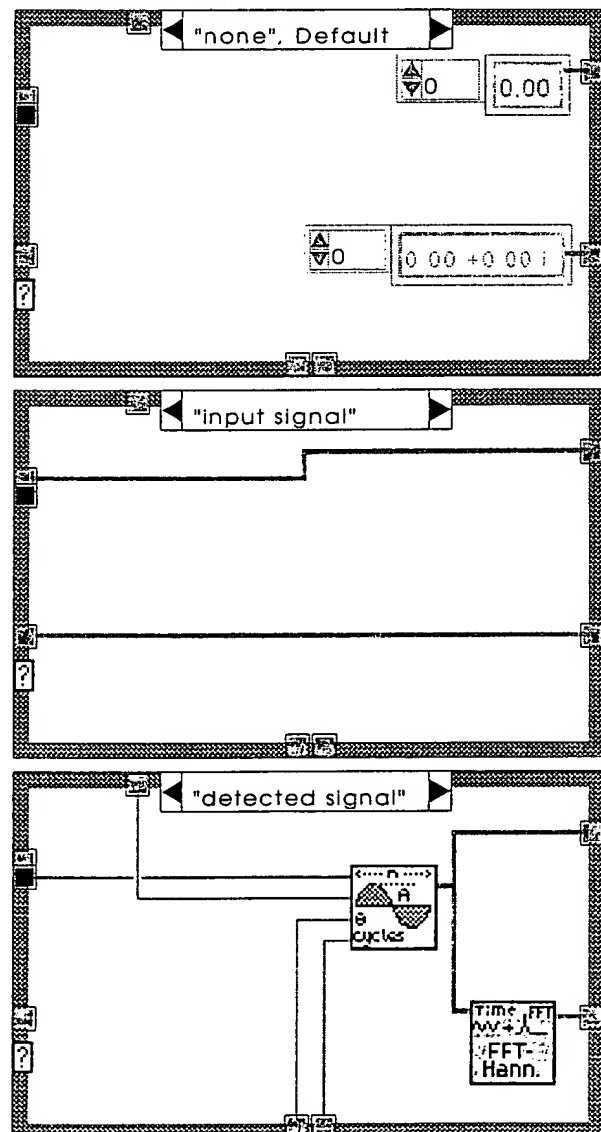 "none", Default
0
0.00
0
0.00 +0.00 i
?
"input signal"
?
"detected signal"
n
A
θ
cycles
Time FFT
?
FFT-
Hann.